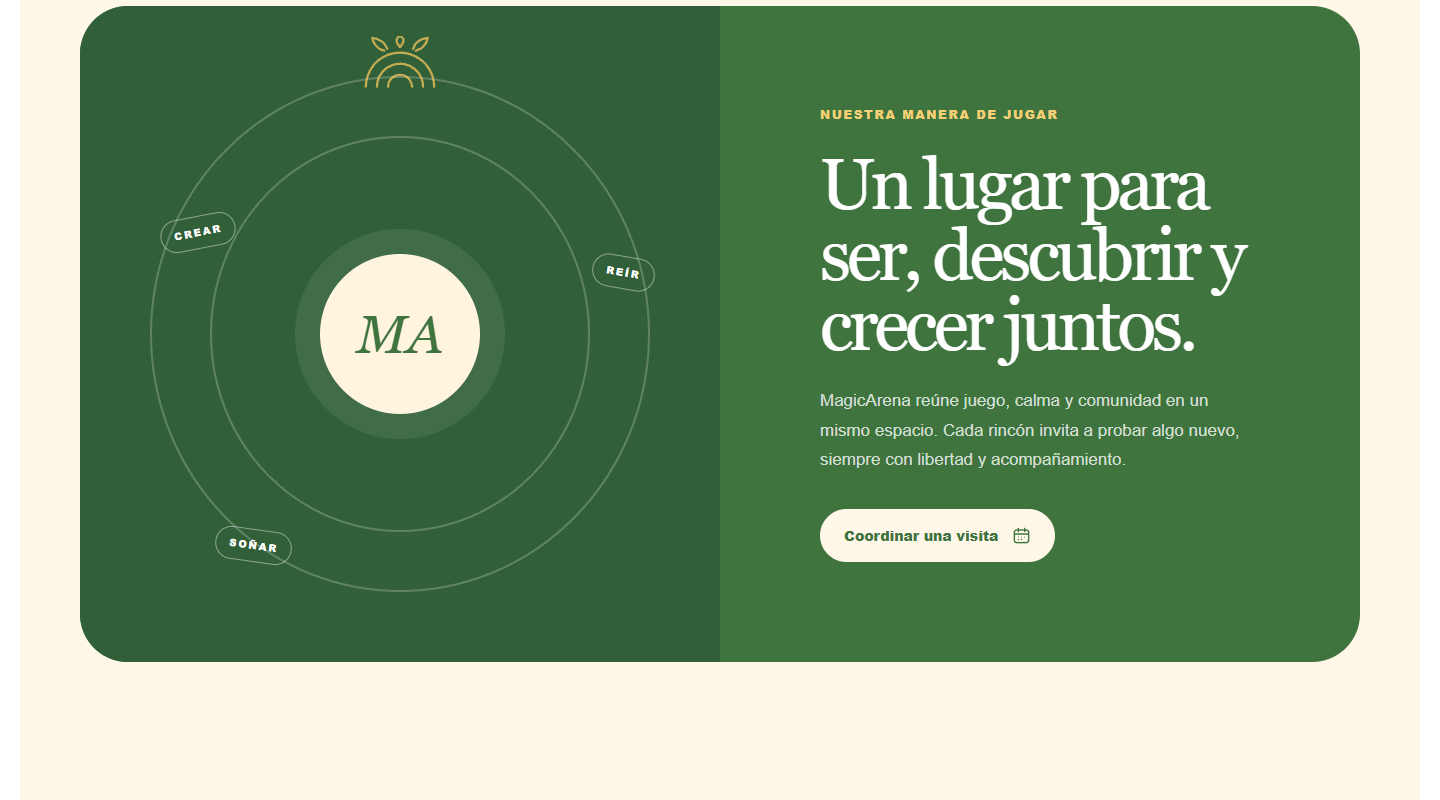 CREAR
REÍR
MA
SOÑAR
NUESTRA MANERA DE JUGAR
Un lugar para
ser, descubrir y
crecer juntos.
MagicArena reúne juego, calma y comunidad en un
mismo espacio. Cada rincón invita a probar algo nuevo,
siempre con libertad y acompañamiento.
Coordinar una visita